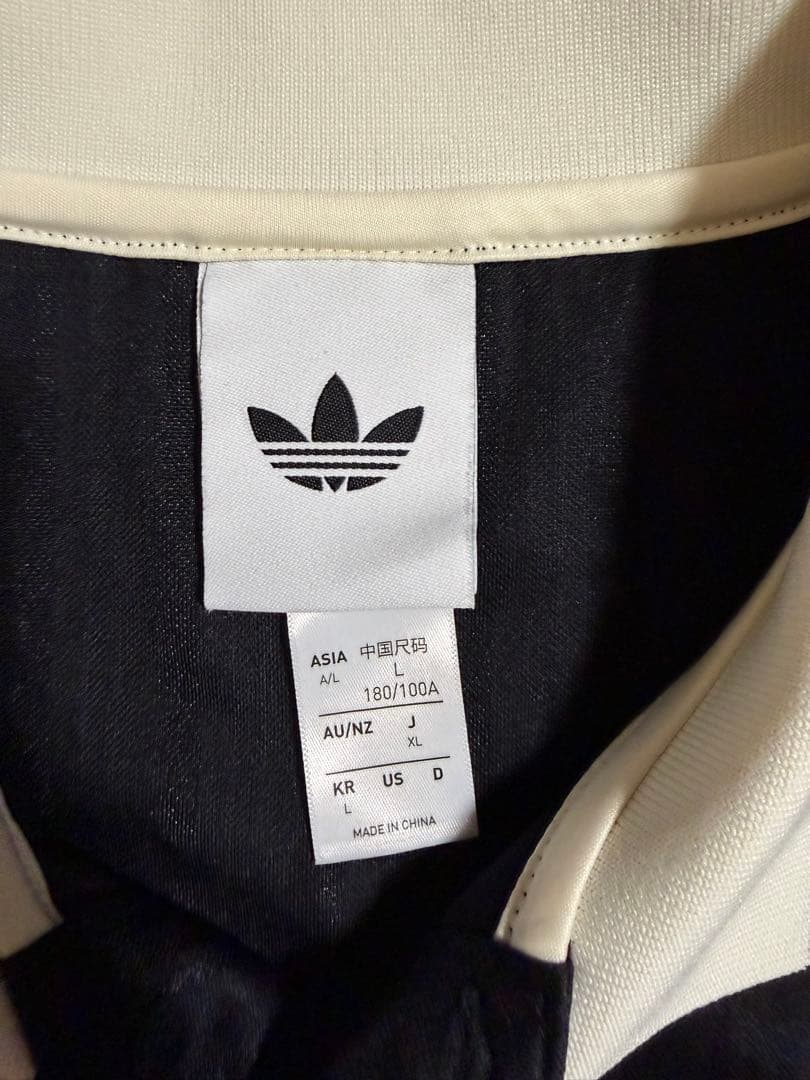 ASIA 中国尺码
A/L L
180/100A
AU/NZ J
XL
KR US D
L
MADE IN CHINA